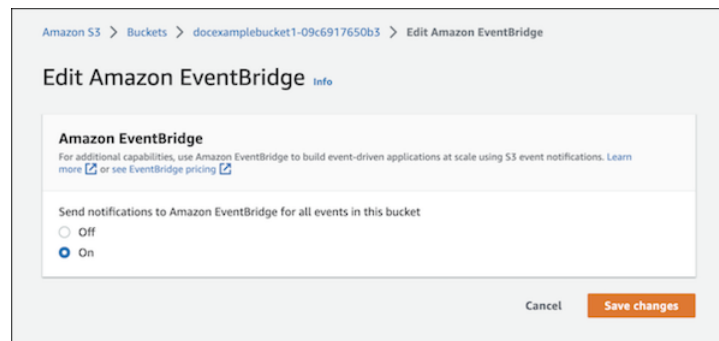 Amazon S3 > Buckets > docexamplebucket1-09c6917650b3 > Edit Amazon EventBridge
Edit Amazon EventBridge Info
Amazon EventBridge
For additional capabilities, use Amazon EventBridge to build event-driven applications at scale using S3 event notifications. Learn
more or see EventBridge pricing
Send notifications to Amazon EventBridge for all events in this bucket
Off
On
Cancel Save changes